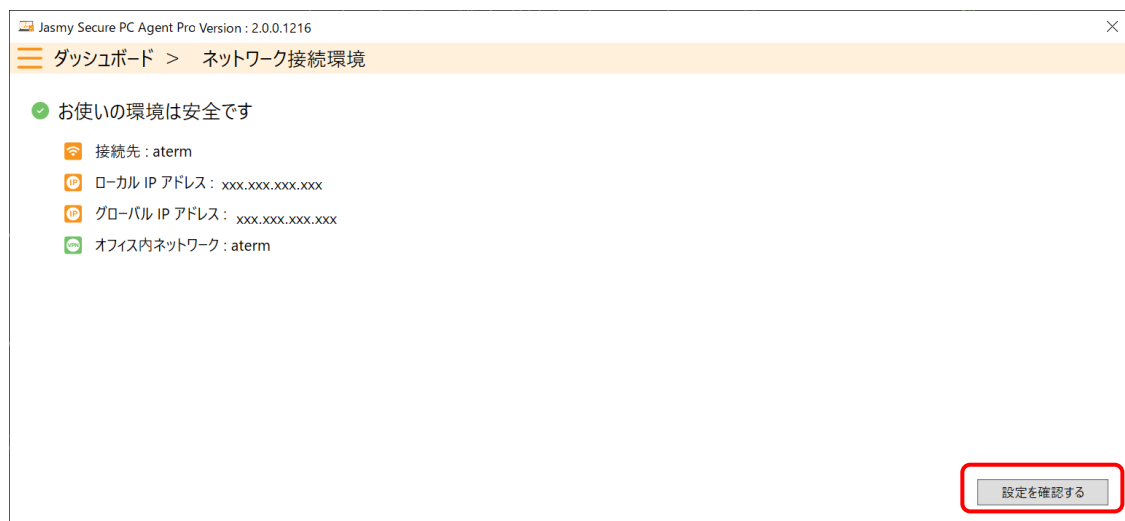 Jasmy Secure PC Agent Pro Version : 2.0.0.1216
ダッシュボード > ネットワーク接続環境
お使いの環境は安全です
接続先 : aterm
IP ローカル IP アドレス : xxx.xxx.xxx.xxx
IP グローバル IP アドレス : xxx.xxx.xxx.xxx
VPN オフィス内ネットワーク : aterm
設定を確認する